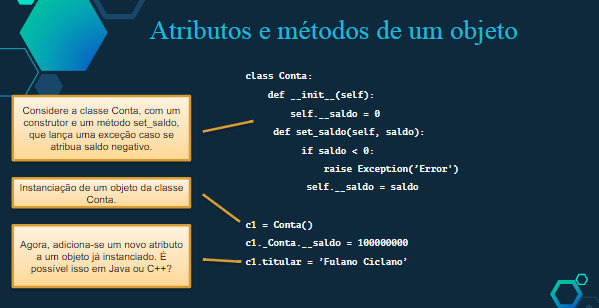 Atributos e métodos de um objeto
class Conta:
def __init__(self):
self.__saldo = 0
def set_saldo(self, saldo):
if saldo < 0:
raise Exception('Error')
self.__saldo = saldo
c1 = Conta()
c1._Conta.__saldo = 100000000
c1.titular = 'Fulano Ciclano'
Considere a classe Conta, com um
construtor e um método set_saldo,
que lança uma exceção caso se
atribua saldo negativo.
Instanciação de um objeto da classe
Conta.
Agora, adiciona-se um novo atributo
a um objeto já instanciado. É
possível isso em Java ou C++?